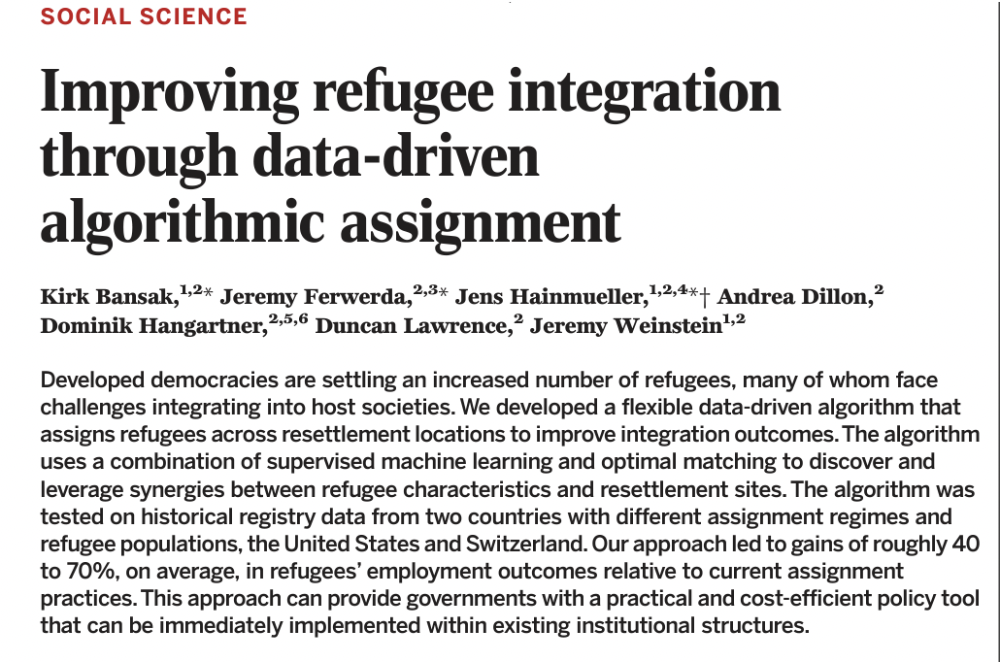 SOCIAL SCIENCE
Improving refugee integration
through data-driven
algorithmic assignment
Kirk Bansak,1,2* Jeremy Ferwerda,2,3* Jens Hainmueller,1,2,4*† Andrea Dillon,2
Dominik Hangartner,2,5,6 Duncan Lawrence,2 Jeremy Weinstein1,2
Developed democracies are settling an increased number of refugees, many of whom face
challenges integrating into host societies. We developed a flexible data-driven algorithm that
assigns refugees across resettlement locations to improve integration outcomes. The algorithm
uses a combination of supervised machine learning and optimal matching to discover and
leverage synergies between refugee characteristics and resettlement sites. The algorithm was
tested on historical registry data from two countries with different assignment regimes and
refugee populations, the United States and Switzerland. Our approach led to gains of roughly 40
to 70%, on average, in refugees’ employment outcomes relative to current assignment
practices. This approach can provide governments with a practical and cost-efficient policy tool
that can be immediately implemented within existing institutional structures.